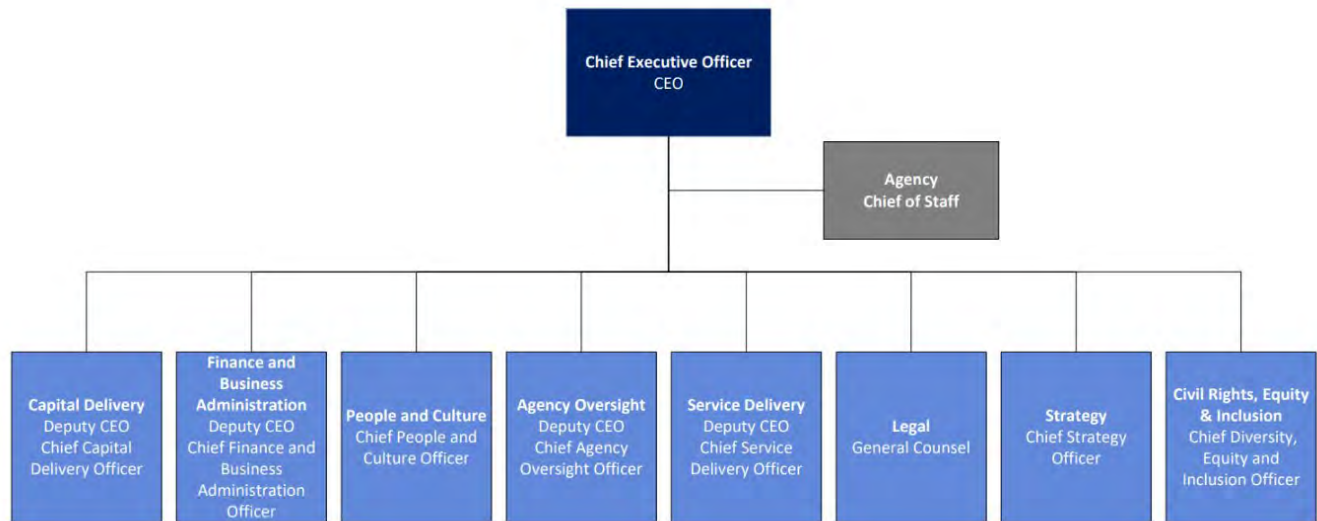 Chief Executive Officer
CEO
Agency
Chief of Staff
Capital Delivery
Deputy CEO
Chief Capital
Delivery Officer
Finance and
Business
Administration
Deputy CEO
Chief Finance and
Business
Administration
Officer
People and Culture
Chief People and
Culture Officer
Agency Oversight
Deputy CEO
Chief Agency
Oversight Officer
Service Delivery
Deputy CEO
Chief Service
Delivery Officer
Legal
General Counsel
Strategy
Chief Strategy
Officer
Civil Rights, Equity
& Inclusion
Chief Diversity,
Equity and
Inclusion Officer